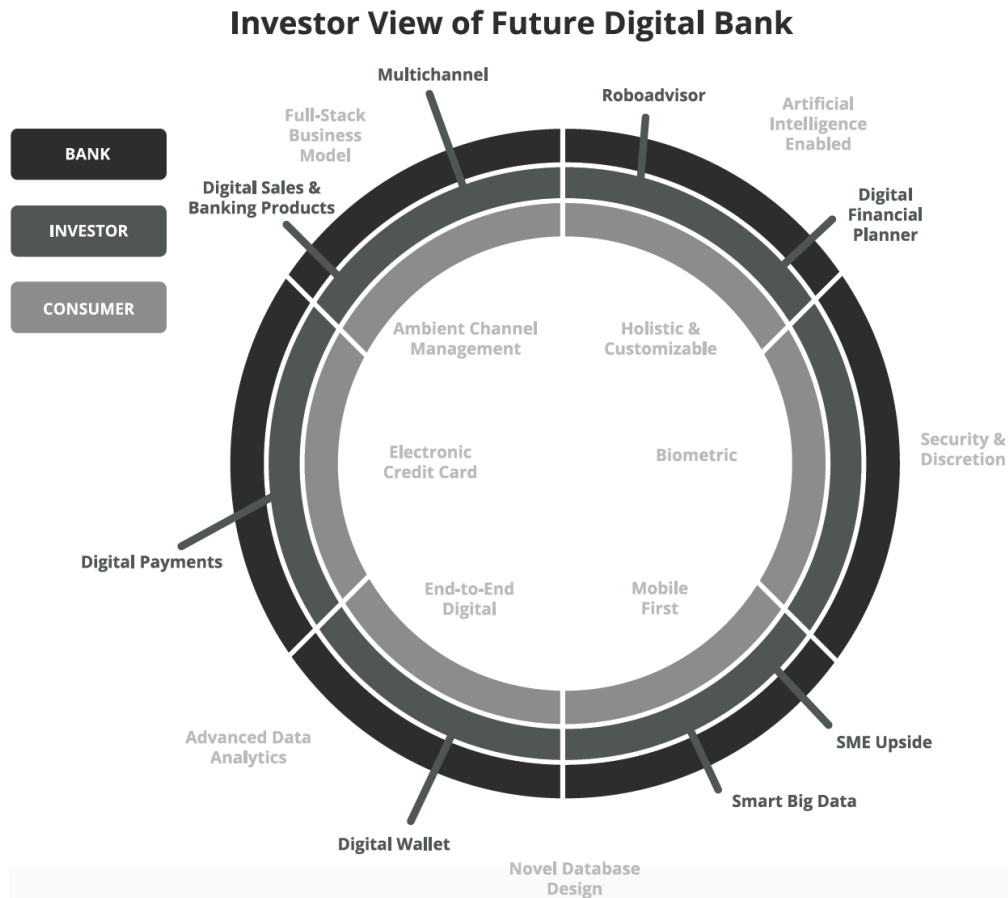 Investor View of Future Digital Bank
BANK
INVESTOR
CONSUMER
Multichannel
Full-Stack
Business
Model
Digital Sales &
Banking Products
Roboadvisor
Artificial
Intelligence
Enabled
Digital
Financial
Planner
Ambient Channel
Management
Holistic &
Customizable
Electronic
Credit Card
Biometric
Security &
Discretion
Digital Payments
End-to-End
Digital
Mobile
First
Advanced Data
Analytics
SME Upside
Smart Big Data
Digital Wallet
Novel Database
Design